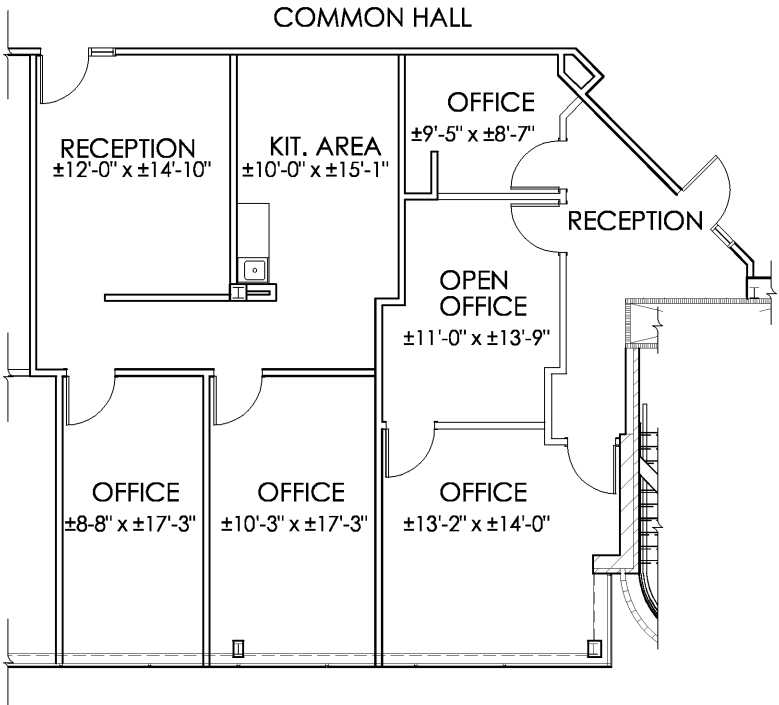 COMMON HALL
OFFICE
±9'-5" x ±8'-7"
RECEPTION
±12'-0" x ±14'-10"
KIT. AREA
±10'-0" x ±15'-1"
RECEPTION
OPEN
OFFICE
±11'-0" x ±13'-9"
OFFICE
±8-8" x ±17'-3"
OFFICE
±10'-3" x ±17'-3"
OFFICE
±13'-2" x ±14'-0"